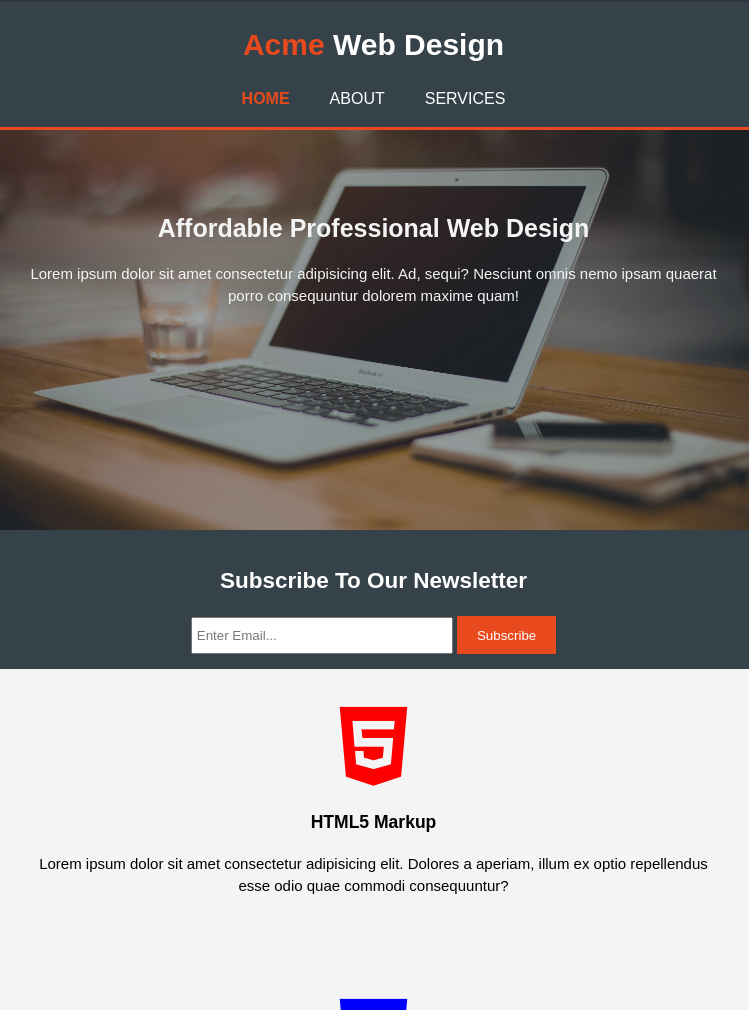 Acme Web Design
HOME ABOUT SERVICES
Affordable Professional Web Design
Lorem ipsum dolor sit amet consectetur adipisicing elit. Ad, sequi? Nesciunt omnis nemo ipsam quaerat
porro consequuntur dolorem maxime quam!
Subscribe To Our Newsletter
Enter Email... Subscribe
5
HTML5 Markup
Lorem ipsum dolor sit amet consectetur adipisicing elit. Dolores a aperiam, illum ex optio repellendus
esse odio quae commodi consequuntur?